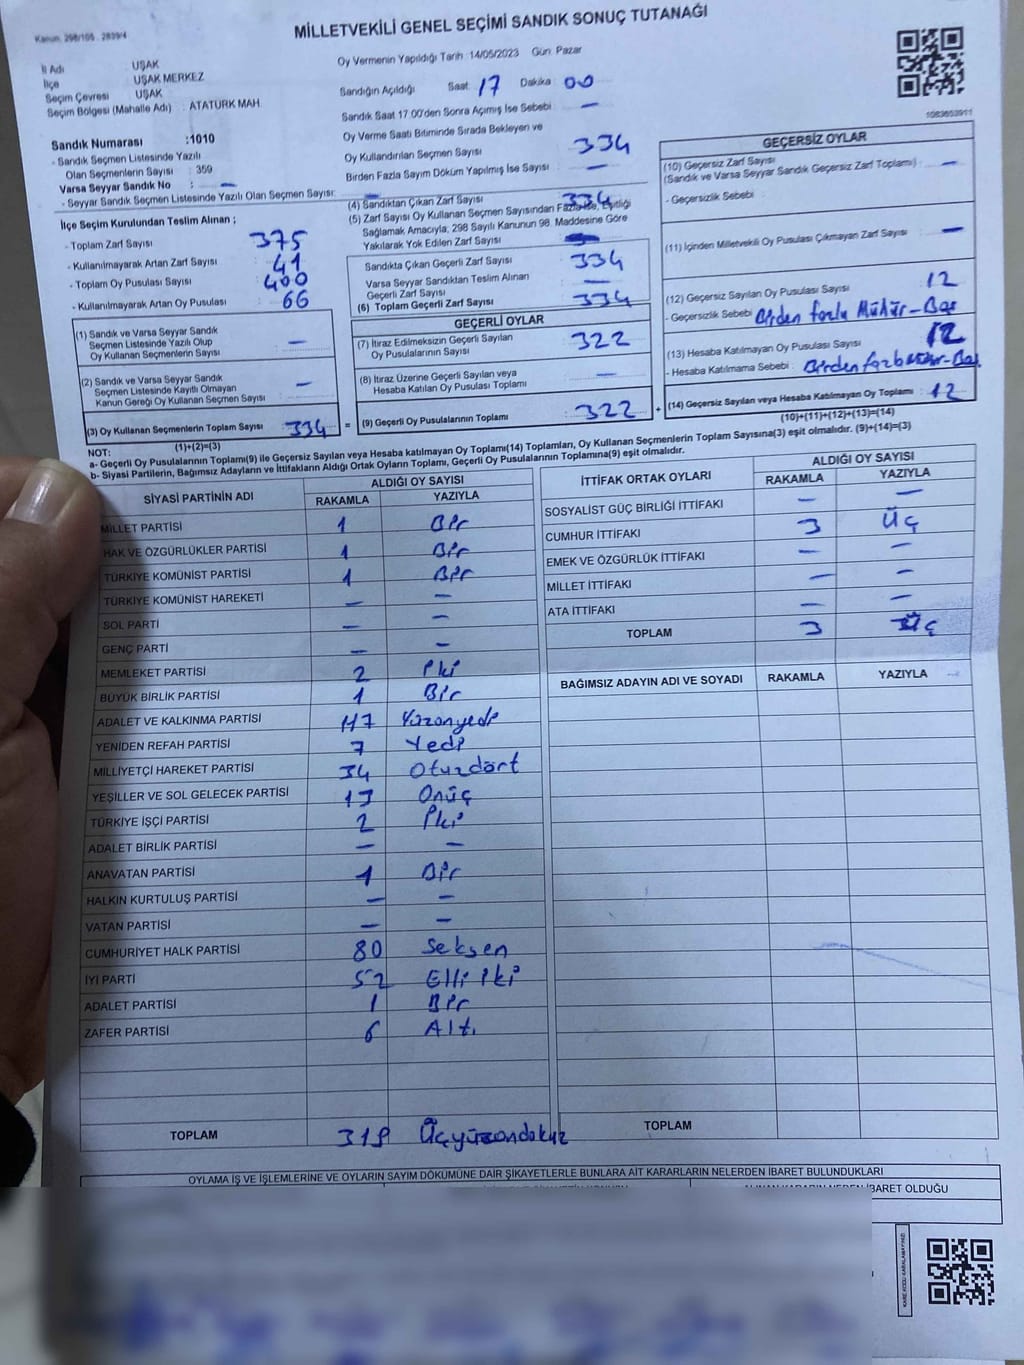 Kanun: 298/105 . 2839/4
MİLLETVEKİLİ GENEL SEÇİMİ SANDIK SONUÇ TUTANAĞI
İl Adı UŞAK
İlçe UŞAK MERKEZ
Seçim Çevresi UŞAK
Seçim Bölgesi (Mahalle Adı) : ATATÜRK MAH.
Oy Vermenin Yapıldığı Tarih :14/05/2023 Gün: Pazar
Sandığın Açıldığı Saat 17 Dakika 00
Sandık Saat 17.00'den Sonra Açımış İse Sebebi : –
1083653911
Sandık Numarası :1010
- Sandık Seçmen Listesinde Yazılı
Olan Seçmenlerin Sayısı : 359
Varsa Seyyar Sandık No : –
- Seyyar Sandık Seçmen Listesinde Yazılı Olan Seçmen Sayısı: –
Oy Verme Saati Bitiminde Sırada Bekleyen ve
Oy Kullandırılan Seçmen Sayısı 334
Birden Fazla Sayım Döküm Yapılmış İse Sayısı –
İlçe Seçim Kurulundan Teslim Alınan ;
- Toplam Zarf Sayısı 375
- Kullanılmayarak Artan Zarf Sayısı : 41
- Toplam Oy Pusulası Sayısı 400
- Kullanılmayarak Artan Oy Pusulası : 66
(4) Sandıktan Çıkan Zarf Sayısı 334
(5) Zarf Sayısı Oy Kullanan Seçmen Sayısından Fazla ise, Eşitliği
Sağlamak Amacıyla; 298 Sayılı Kanunun 98. Maddesine Göre
Yakılarak Yok Edilen Zarf Sayısı –
Sandıkta Çıkan Geçerli Zarf Sayısı : 334
Varsa Seyyar Sandıktan Teslim Alınan
Geçerli Zarf Sayısı –
(6) Toplam Geçerli Zarf Sayısı : 334
GEÇERSİZ OYLAR
(10) Geçersiz Zarf Sayısı
(Sandık ve Varsa Seyyar Sandık Geçersiz Zarf Toplamı) : –
- Geçersizlik Sebebi :
(11) İçinden Milletvekili Oy Pusulası Çıkmayan Zarf Sayısı –
(12) Geçersiz Sayılan Oy Pusulası Sayısı : 12
- Geçersizlik Sebebi : Birden fazla Mühür-Bas
(13) Hesaba Katılmayan Oy Pusulası Sayısı 12
- Hesaba Katılmama Sebebi : Birden
(14) Geçersiz Sayılan veya Hesaba Katılmayan Oy Toplamı : 12
(10)+(11)+(12)+(13)=(14)
(1) Sandık ve Varsa Seyyar Sandık
Seçmen Listesinde Yazılı Olup
Oy Kullanan Seçmenlerin Sayısı : –
(2) Sandık ve Varsa Seyyar Sandık
Seçmen Listesinde Kayıtlı Olmayan
Kanun Gereği Oy Kullanan Seçmen Sayısı : –
(3) Oy Kullanan Seçmenlerin Toplam Sayısı : 334
(1)+(2)=(3)
=
GEÇERLİ OYLAR
(7) İtiraz Edilmeksizin Geçerli Sayılan
Oy Pusulalarının Sayısı : 322
(8) İtiraz Üzerine Geçerli Sayılan veya
Hesaba Katılan Oy Pusulası Toplamı : –
(9) Geçerli Oy Pusulalarının Toplamı : 322
+
NOT:
a- Geçerli Oy Pusulalarının Toplamı(9) ile Geçersiz Sayılan veya Hesaba katılmayan Oy Toplamı(14) Toplamları, Oy Kullanan Seçmenlerin Toplam Sayısına(3) eşit olmalıdır. (9)+(14)=(3)
b- Siyasi Partilerin, Bağımsız Adayların ve İttifakların Aldığı Ortak Oyların Toplamı, Geçerli Oy Pusulalarının Toplamına(9) eşit olmalıdır.
SİYASİ PARTİNİN ADI ALDIĞI OY SAYISI
RAKAMLA YAZIYLA
MİLLET PARTİSİ 1 Bir
HAK VE ÖZGÜRLÜKLER PARTİSİ 1 Bir
TÜRKİYE KOMÜNİST PARTİSİ 1 Bir
TÜRKİYE KOMÜNİST HAREKETİ – –
SOL PARTİ – –
GENÇ PARTİ – –
MEMLEKET PARTİSİ 2 İki
BÜYÜK BİRLİK PARTİSİ 1 Bir
ADALET VE KALKINMA PARTİSİ 117 Yüzonyedi
YENİDEN REFAH PARTİSİ 7 Yedi
MİLLİYETÇİ HAREKET PARTİSİ 34 Otuzdört
YEŞİLLER VE SOL GELECEK PARTİSİ 13 Onüç
TÜRKİYE İŞÇİ PARTİSİ 2 İki
ADALET BİRLİK PARTİSİ – –
ANAVATAN PARTİSİ 1 Bir
HALKIN KURTULUŞ PARTİSİ – –
VATAN PARTİSİ – –
CUMHURİYET HALK PARTİSİ 80 Seksen
İYİ PARTİ 52 Elli iki
ADALET PARTİSİ 1 Bir
ZAFER PARTİSİ 6 Altı
TOPLAM 319 Üçyüzondokuz
İTTİFAK ORTAK OYLARI ALDIĞI OY SAYISI
RAKAMLA YAZIYLA
SOSYALİST GÜÇ BİRLİĞİ İTTİFAKI – –
CUMHUR İTTİFAKI 3 Üç
EMEK VE ÖZGÜRLÜK İTTİFAKI – –
MİLLET İTTİFAKI – –
ATA İTTİFAKI – –
TOPLAM 3 Üç
BAĞIMSIZ ADAYIN ADI VE SOYADI RAKAMLA YAZIYLA
TOPLAM
OYLAMA İŞ VE İŞLEMLERİNE VE OYLARIN SAYIM DÖKÜMÜNE DAİR ŞİKAYETLERLE BUNLARA AİT KARARLARIN NELERDEN İBARET BULUNDUKLARI
ALINAN KARARIN NEDEN İBARET OLDUĞU